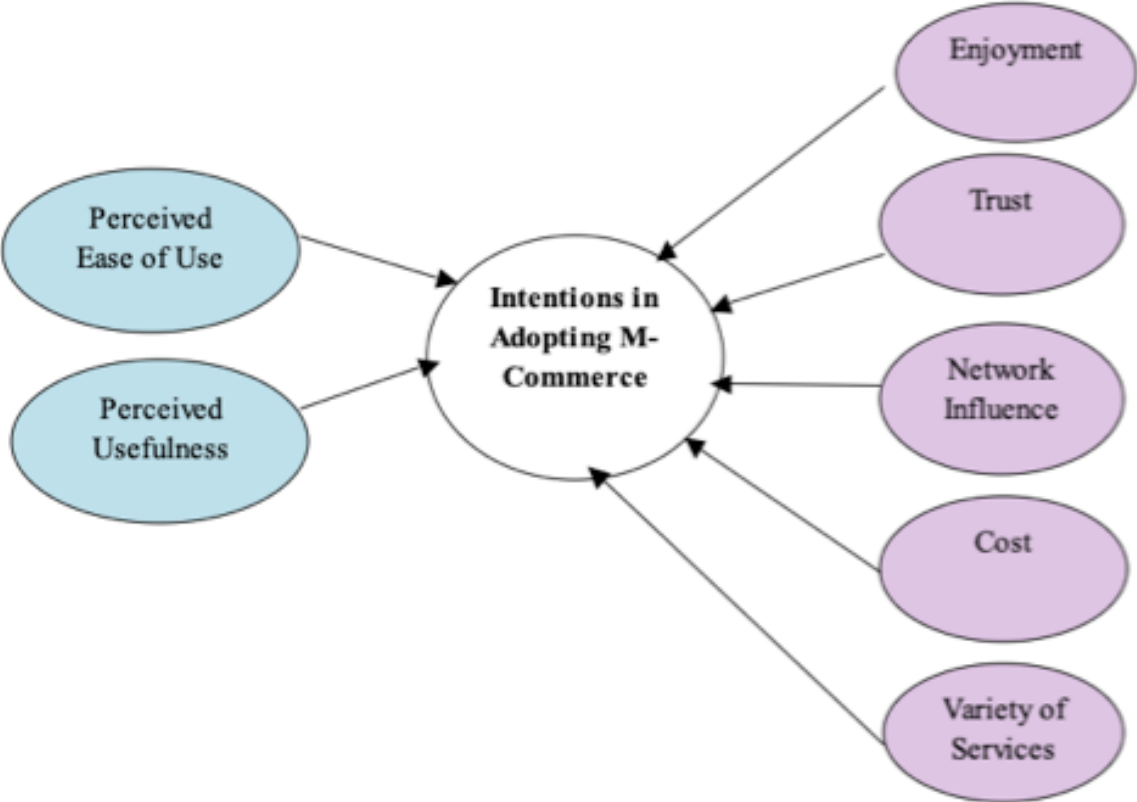 Enjoyment
Trust
Perceived
Ease of Use
Intentions in
Adopting M-
Commerce
Network
Influence
Perceived
Usefulness
Cost
Variety of
Services